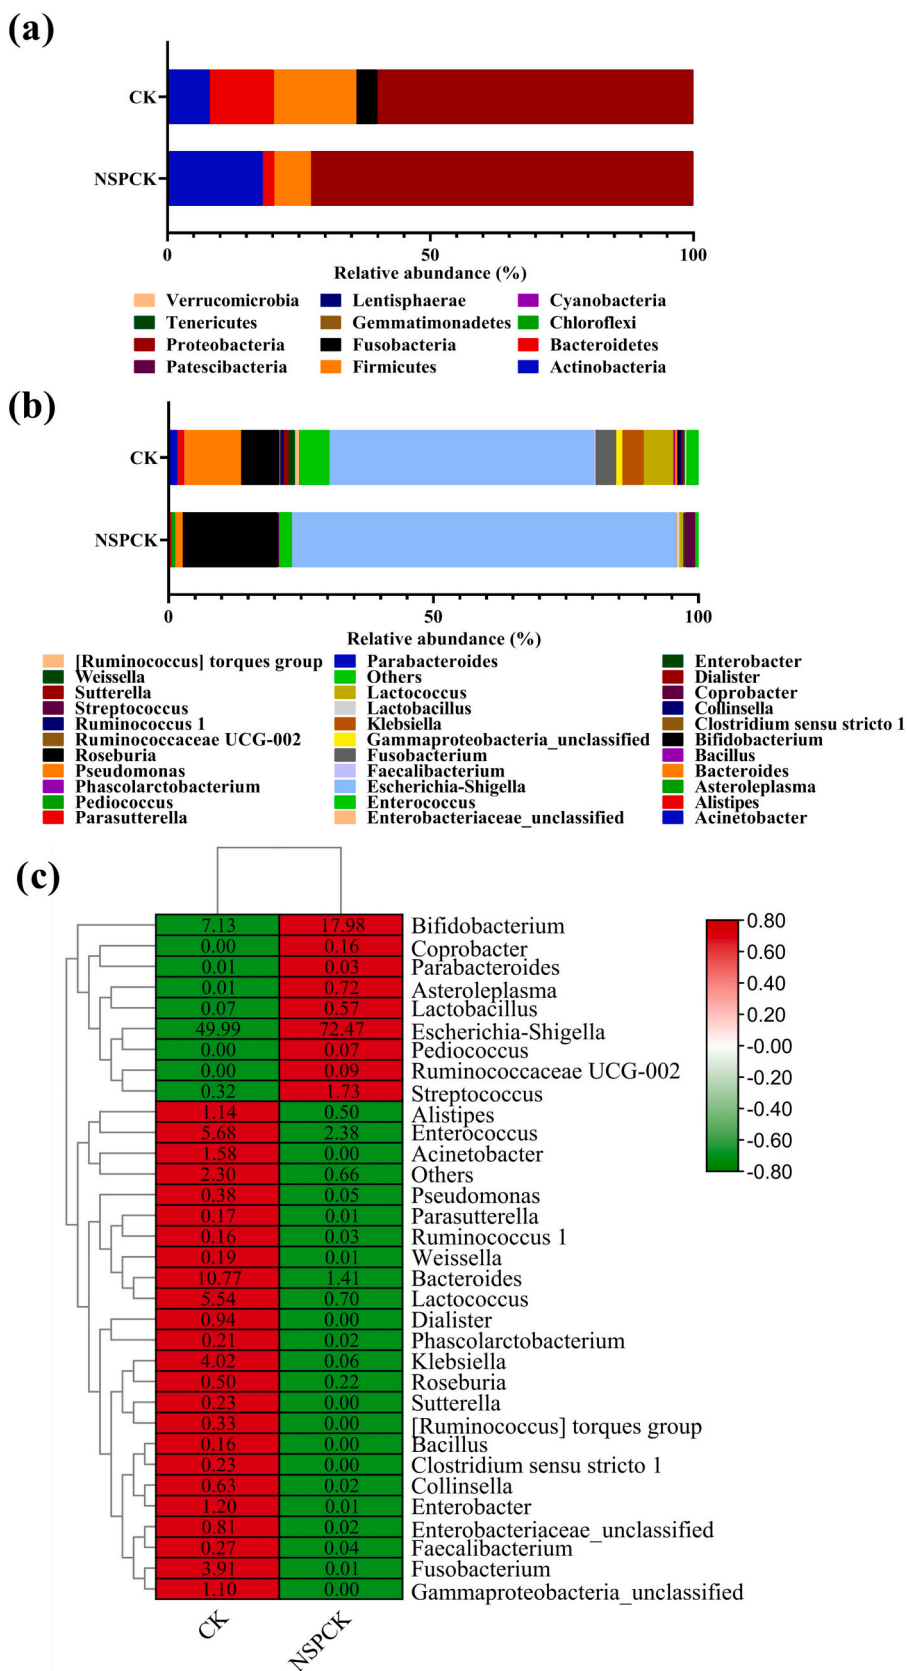 (a)
CK
NSPCK
0 50 100
Relative abundance (%)
Verrucomicrobia Lentisphaerae Cyanobacteria
Tenericutes Gemmatimonadetes Chloroflexi
Proteobacteria Fusobacteria Bacteroidetes
Patescibacteria Firmicutes Actinobacteria
(b)
CK
NSPCK
0 50 100
Relative abundance (%)
[Ruminococcus] torques group Parabacteroides Enterobacter
Weissella Others Dialister
Sutterella Lactococcus Coprobacter
Streptococcus Lactobacillus Collinsella
Ruminococcus 1 Klebsiella Clostridium sensu stricto 1
Ruminococcaceae UCG-002 Gammaproteobacteria_unclassified Bifidobacterium
Roseburia Fusobacterium Bacillus
Pseudomonas Faecalibacterium Bacteroides
Phascolarctobacterium Escherichia-Shigella Asteroleplasma
Pediococcus Enterococcus Alistipes
Parasutterella Enterobacteriaceae_unclassified Acinetobacter
(c)
7.13 17.98 Bifidobacterium
0.00 0.16 Coprobacter
0.01 0.03 Parabacteroides
0.01 0.72 Asteroleplasma
0.07 0.57 Lactobacillus
49.99 72.47 Escherichia-Shigella
0.00 0.07 Pediococcus
0.00 0.09 Ruminococcaceae UCG-002
0.32 1.73 Streptococcus
1.14 0.50 Alistipes
5.68 2.38 Enterococcus
1.58 0.00 Acinetobacter
2.30 0.66 Others
0.38 0.05 Pseudomonas
0.17 0.01 Parasutterella
0.16 0.03 Ruminococcus 1
0.19 0.01 Weissella
10.77 1.41 Bacteroides
5.54 0.70 Lactococcus
0.94 0.00 Dialister
0.21 0.02 Phascolarctobacterium
4.02 0.06 Klebsiella
0.50 0.22 Roseburia
0.23 0.00 Sutterella
0.33 0.00 [Ruminococcus] torques group
0.16 0.00 Bacillus
0.23 0.00 Clostridium sensu stricto 1
0.63 0.02 Collinsella
1.20 0.01 Enterobacter
0.81 0.02 Enterobacteriaceae_unclassified
0.27 0.04 Faecalibacterium
3.91 0.01 Fusobacterium
1.10 0.00 Gammaproteobacteria_unclassified
CK NSPCK
0.80
0.60
0.40
0.20
-0.00
-0.20
-0.40
-0.60
-0.80